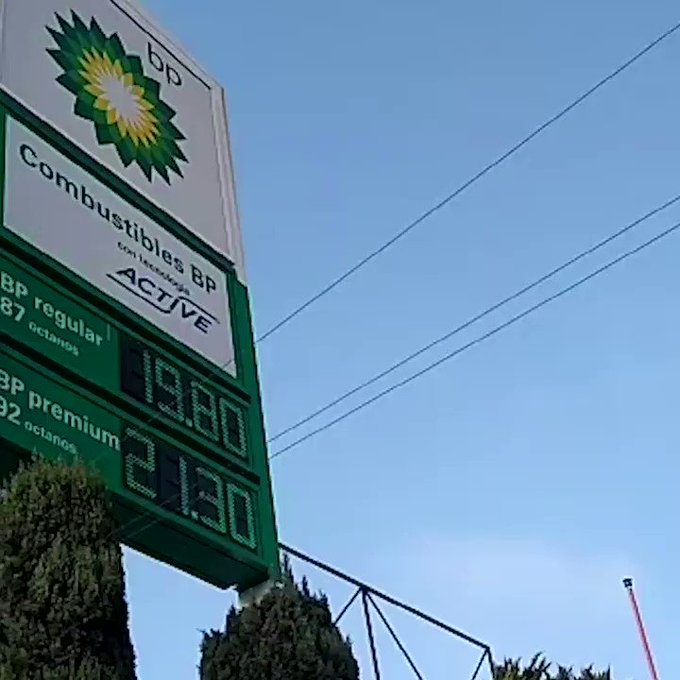 bp
Combustibles BP
con tecnología
ACTIVE
BP regular
87 octanos
19.80
BP premium
92 octanos
21.30